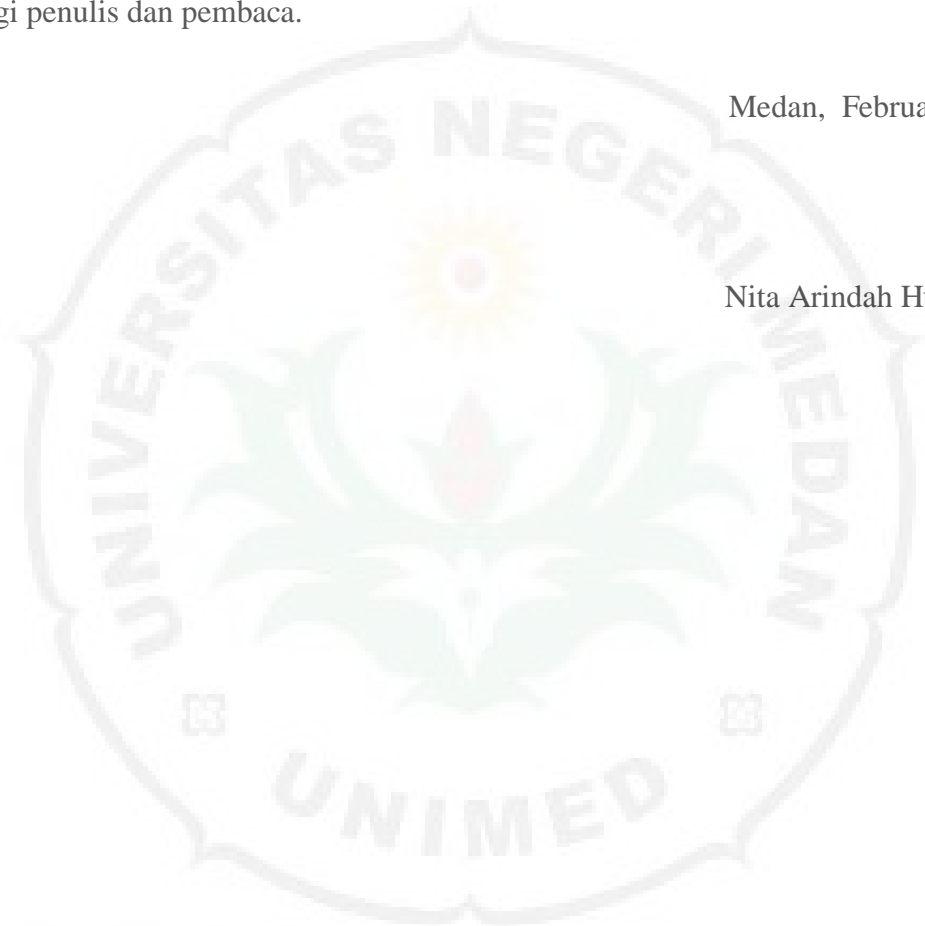 gi penulis dan pembaca.
Medan, Februa
Nita Arindah H
UNIVERSITAS NEGERI MEDAN
UNIMED